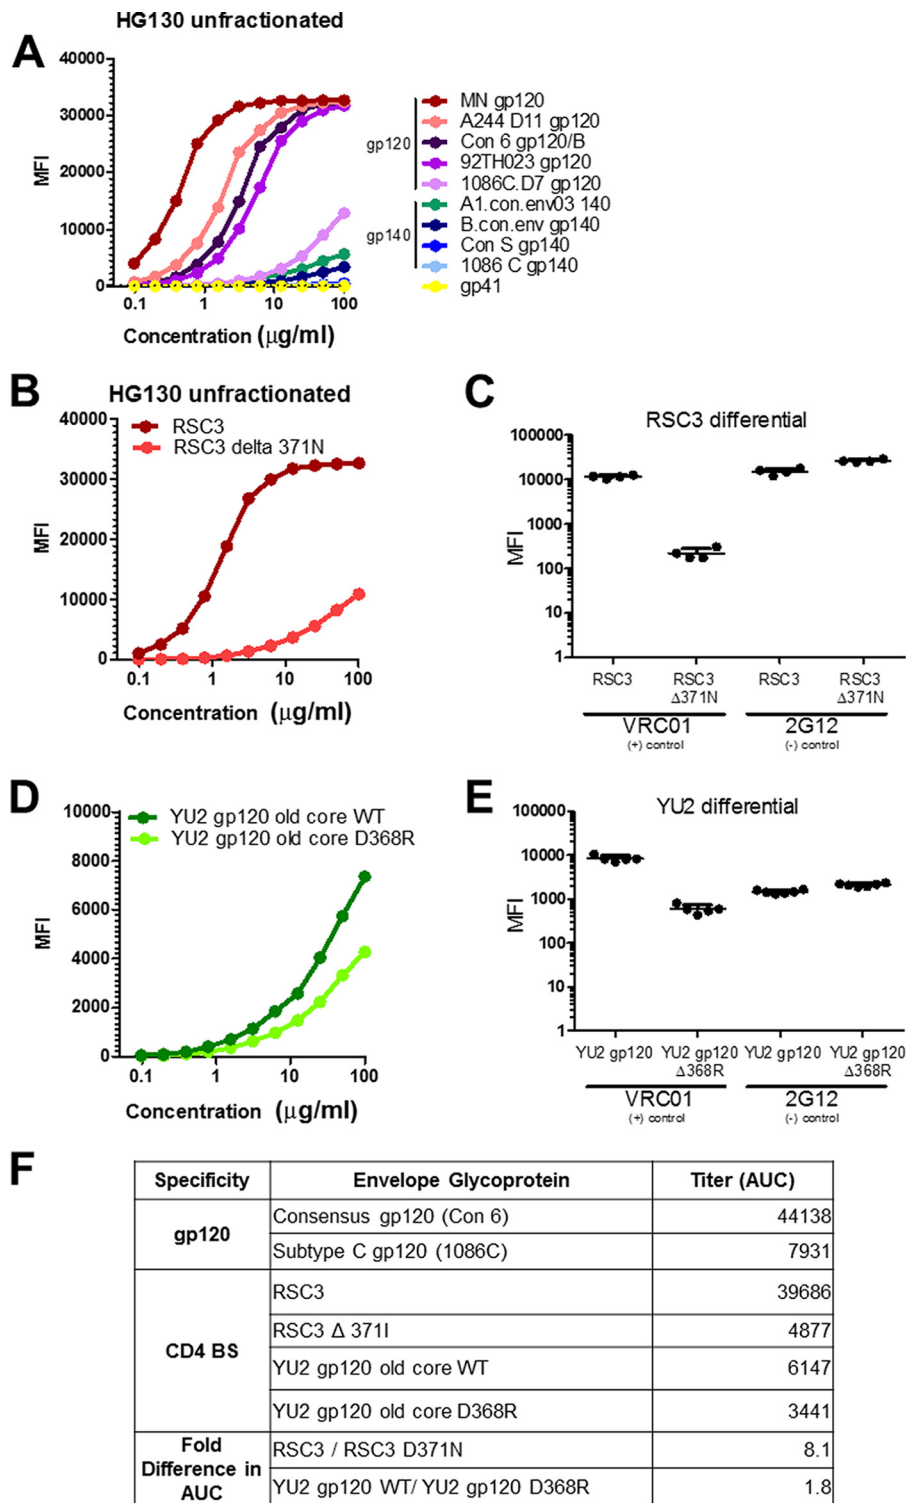 HG130 unfractionated
A
40000
30000
20000
10000
0
MFI
0.1 1 10 100
Concentration (μg/ml)
gp120
MN gp120
A244 D11 gp120
Con 6 gp120/B
92TH023 gp120
1086C.D7 gp120
gp140
A1.con.env03 140
B.con.env gp140
Con S gp140
1086 C gp140
gp41
B
HG130 unfractionated
40000
30000
20000
10000
0
MFI
RSC3
RSC3 delta 371N
0.1 1 10 100
Concentration (μg/ml)
C
RSC3 differential
100000
10000
1000
100
10
1
MFI
RSC3 RSC3 Δ371N RSC3 RSC3 Δ371N
VRC01 2G12
(+) control (-) control
D
10000
8000
6000
4000
2000
0
MFI
YU2 gp120 old core WT
YU2 gp120 old core D368R
0.1 1 10 100
Concentration (μg/ml)
E
YU2 differential
100000
10000
1000
100
10
1
MFI
YU2 gp120 YU2 gp120 Δ368R YU2 gp120 YU2 gp120 Δ368R
VRC01 2G12
(+) control (-) control
F
Specificity Envelope Glycoprotein Titer (AUC)
gp120
Consensus gp120 (Con 6) 44138
Subtype C gp120 (1086C) 7931
CD4 BS
RSC3 39686
RSC3 Δ 371I 4877
YU2 gp120 old core WT 6147
YU2 gp120 old core D368R 3441
Fold Difference in AUC
RSC3 / RSC3 D371N 8.1
YU2 gp120 WT/ YU2 gp120 D368R 1.8